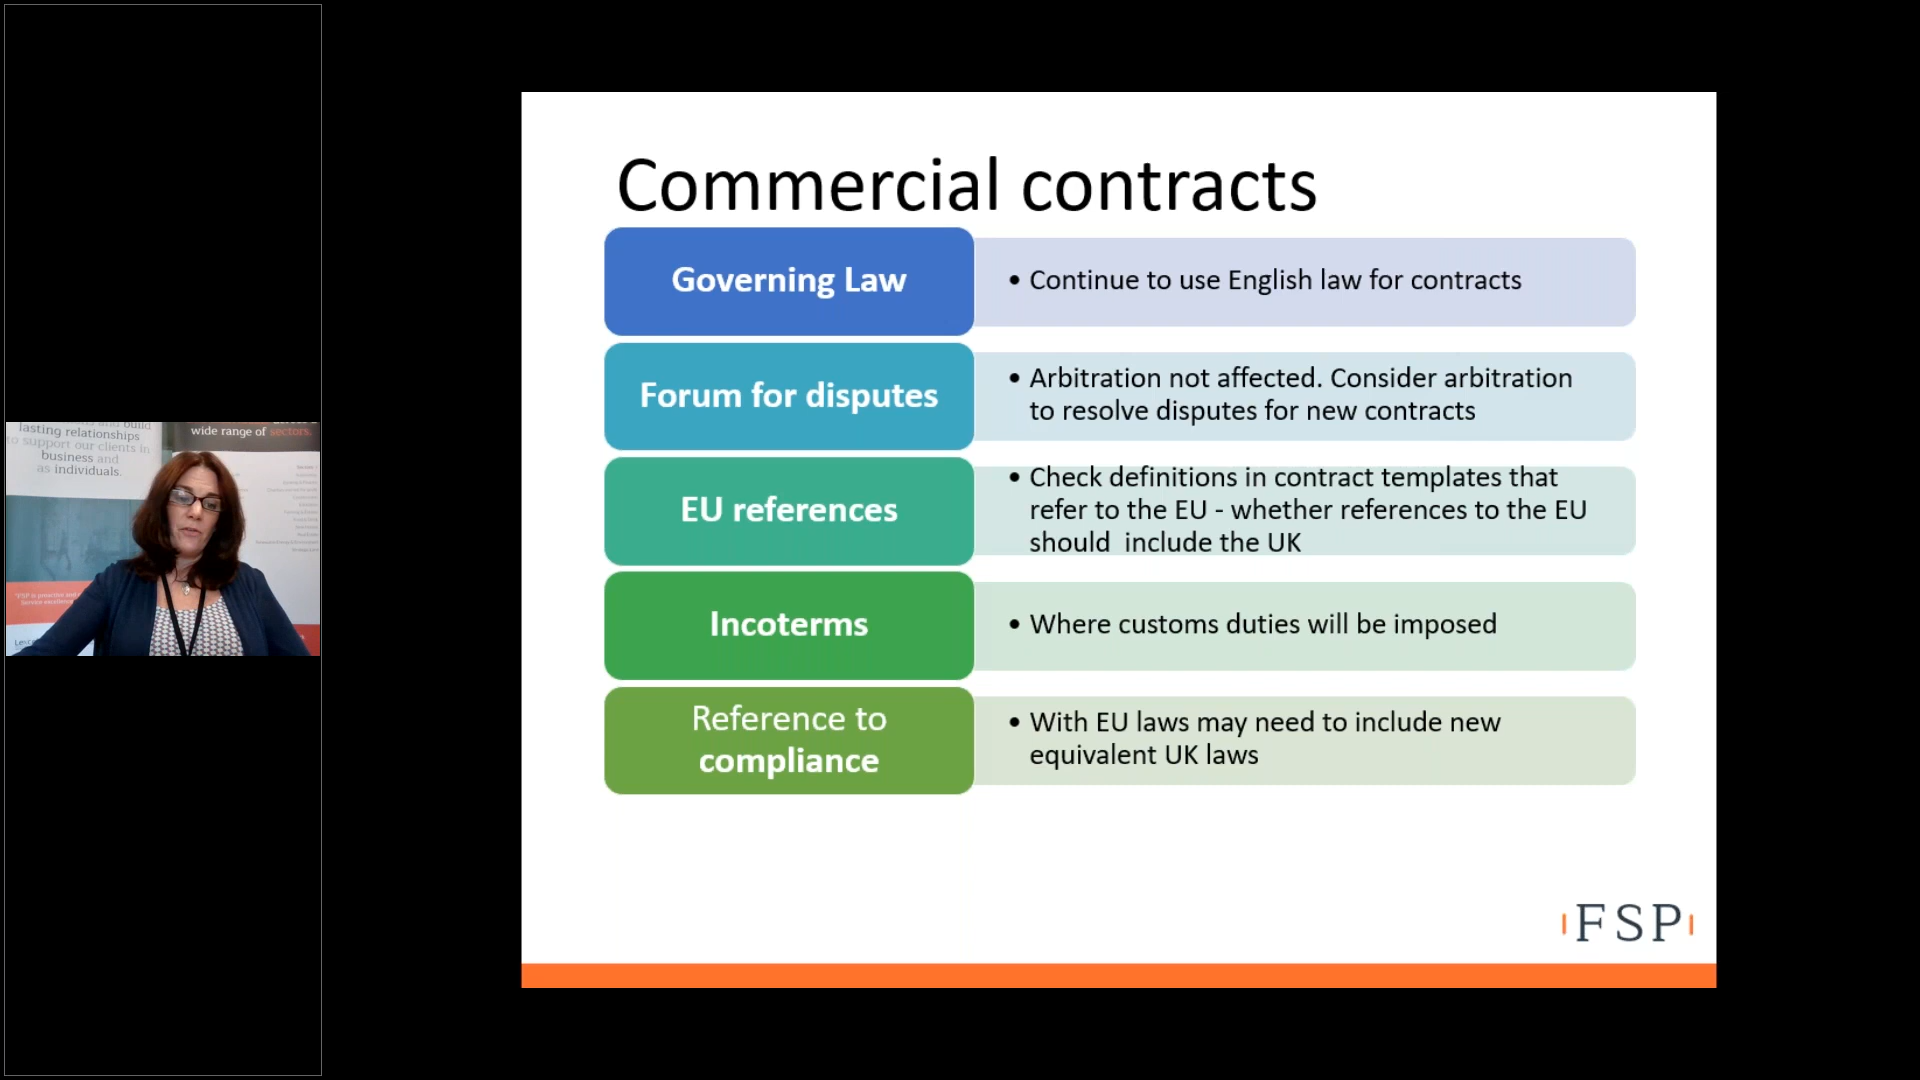 Commercial contracts
Governing Law
• Continue to use English law for contracts
Forum for disputes
• Arbitration not affected. Consider arbitration
to resolve disputes for new contracts
EU references
• Check definitions in contract templates that
refer to the EU - whether references to the EU
should  include the UK
Incoterms
• Where customs duties will be imposed
Reference to
compliance
• With EU laws may need to include new
equivalent UK laws
FSP
and build
lasting relationships
to support our clients in
business and
as individuals.
wide range of sectors.